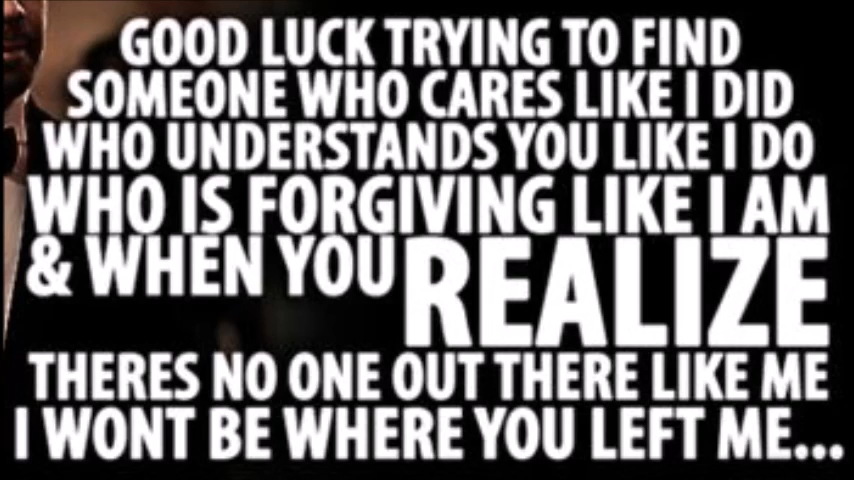 GOOD LUCK TRYING TO FIND
SOMEONE WHO CARES LIKE I DID
WHO UNDERSTANDS YOU LIKE I DO
WHO IS FORGIVING LIKE I AM
& WHEN YOU REALIZE
THERES NO ONE OUT THERE LIKE ME
I WONT BE WHERE YOU LEFT ME...